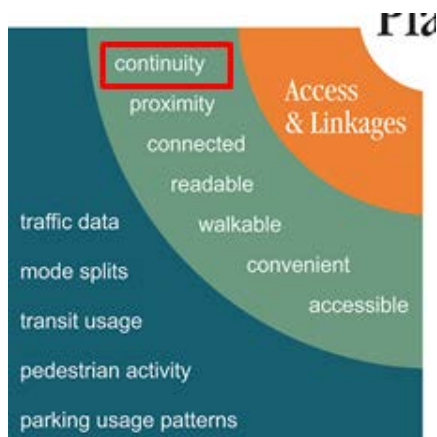 continuity
proximity
connected
readable
walkable
convenient
accessible
Access
& Linkages
traffic data
mode splits
transit usage
pedestrian activity
parking usage patterns